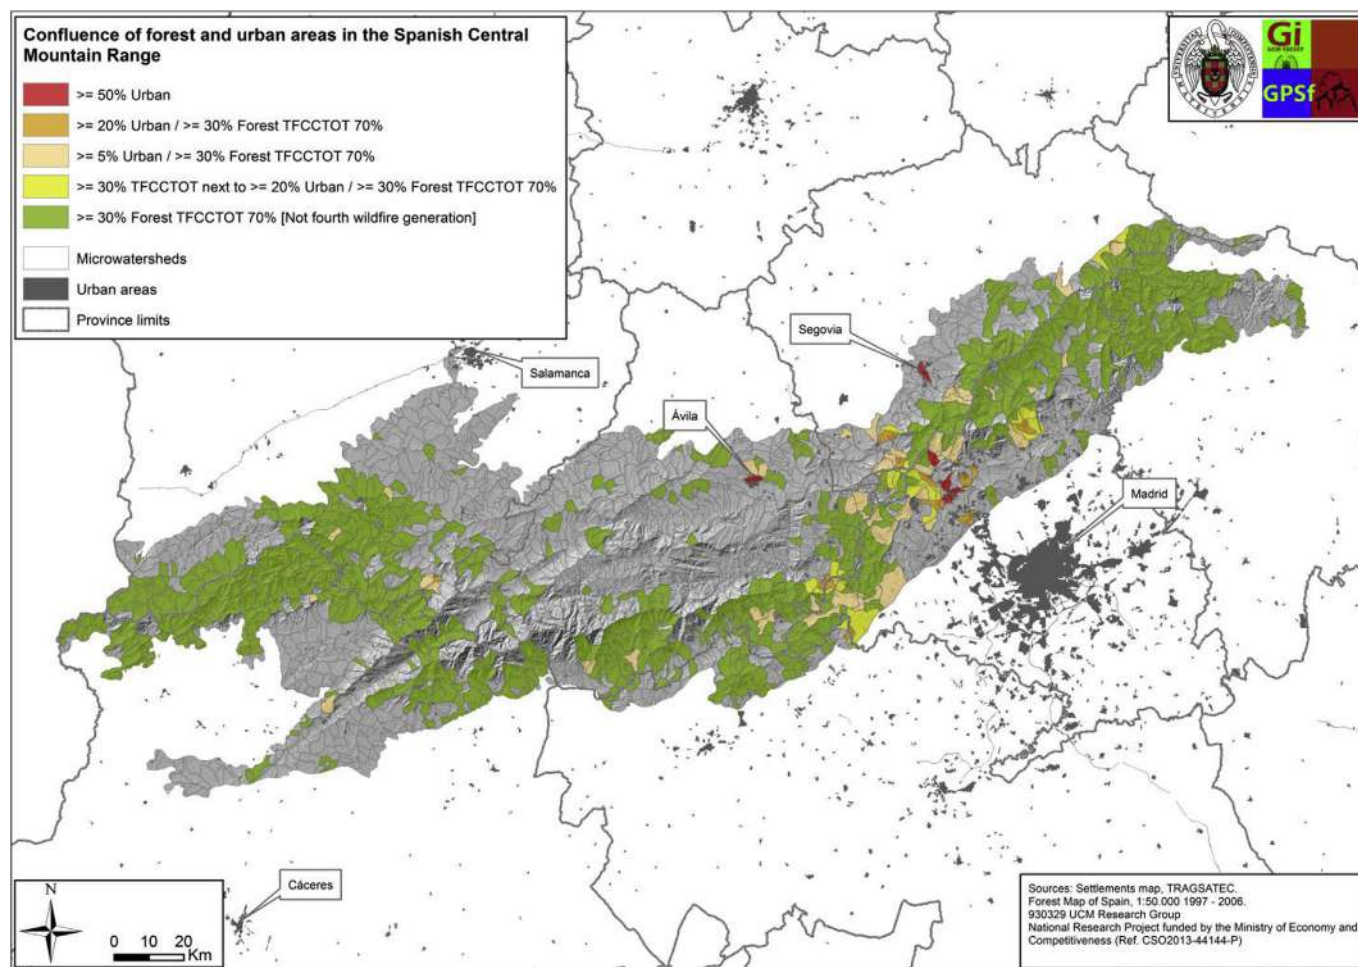 Confluence of forest and urban areas in the Spanish Central
Mountain Range
>= 50% Urban
>= 20% Urban / >= 30% Forest TFCCTOT 70%
>= 5% Urban / >= 30% Forest TFCCTOT 70%
>= 30% TFCCTOT next to >= 20% Urban / >= 30% Forest TFCCTOT 70%
>= 30% Forest TFCCTOT 70% [Not fourth wildfire generation]
Microwatersheds
Urban areas
Province limits
Gi
GPSf
Segovia
Salamanca
Ávila
Madrid
Cáceres
N
0 10 20
Km
Sources: Settlements map, TRAGSATEC.
Forest Map of Spain, 1:50.000 1997 - 2006.
930329 UCM Research Group
National Research Project funded by the Ministry of Economy and
Competitiveness (Ref. CSO2013-44144-P)